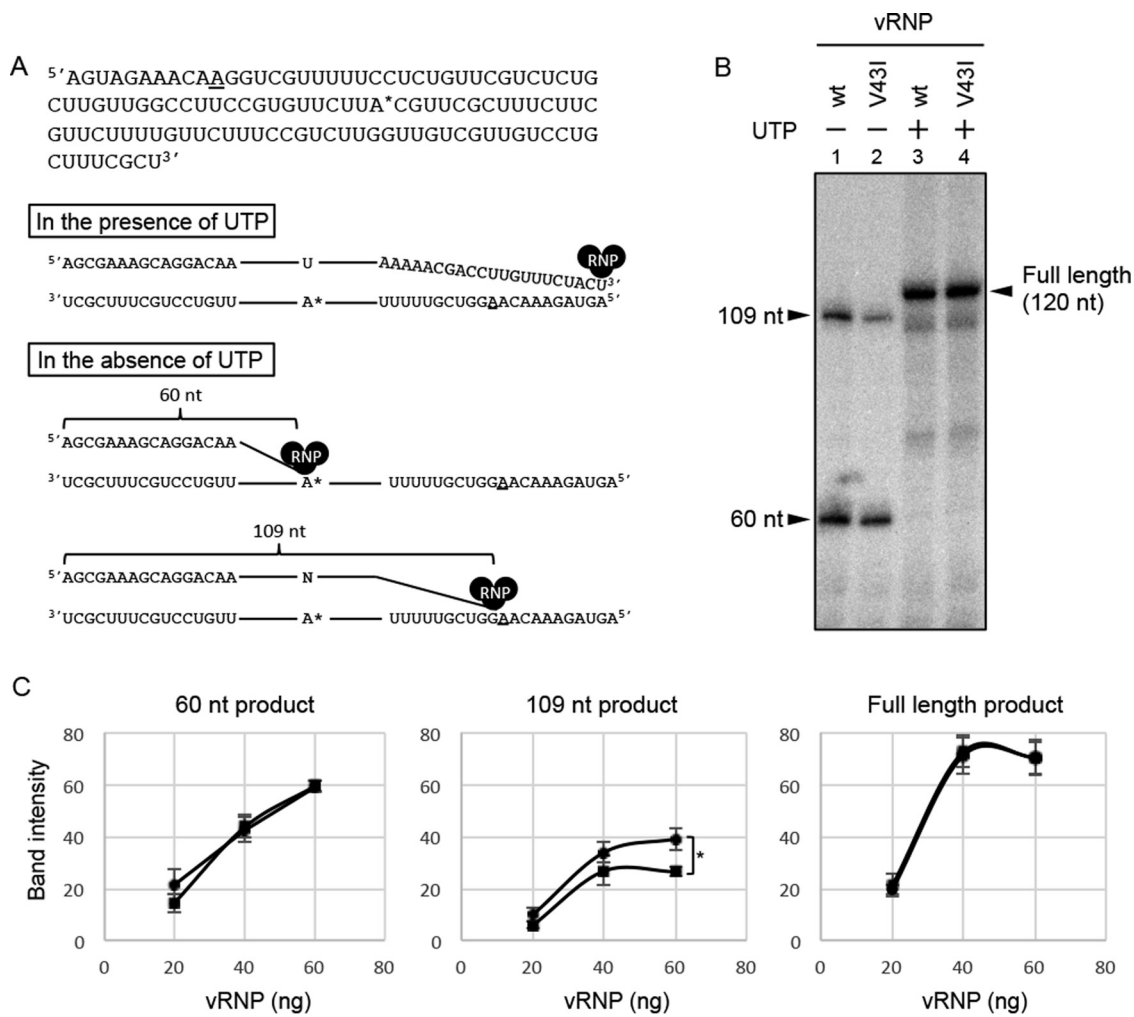 A
5'AGUAGAAACAAGGUCGUUUUUCCUCUGUUCGUCUCUG
CUUGUUGGCCUUCCGUGUUCUUA*CGUUCGCUUUCUUC
GUUCUUUUGUUCUUUCCGUCUUGGUUGUCGUUGUCCUG
CUUUCGCU3'
In the presence of UTP
5'AGCGAAAGCAGGACAA U AAAAACGACCUUGUUUCUACU3'
RNP
3'UCGCUUUCGUCCUGUU A* UUUUUGCUGGAACAAAGAUGA5'
In the absence of UTP
60 nt
5'AGCGAAAGCAGGACAA
RNP
3'UCGCUUUCGUCCUGUU A* UUUUUGCUGGAACAAAGAUGA5'
109 nt
5'AGCGAAAGCAGGACAA N
RNP
3'UCGCUUUCGUCCUGUU A* UUUUUGCUGGAACAAAGAUGA5'
B
vRNP
wt V43I wt V43I
UTP − − + +
1 2 3 4
109 nt
60 nt
Full length
(120 nt)
C
60 nt product
Band intensity
80
60
40
20
0
0 20 40 60 80
vRNP (ng)
109 nt product
80
60
40
20
0
*
0 20 40 60 80
vRNP (ng)
Full length product
80
60
40
20
0
0 20 40 60 80
vRNP (ng)